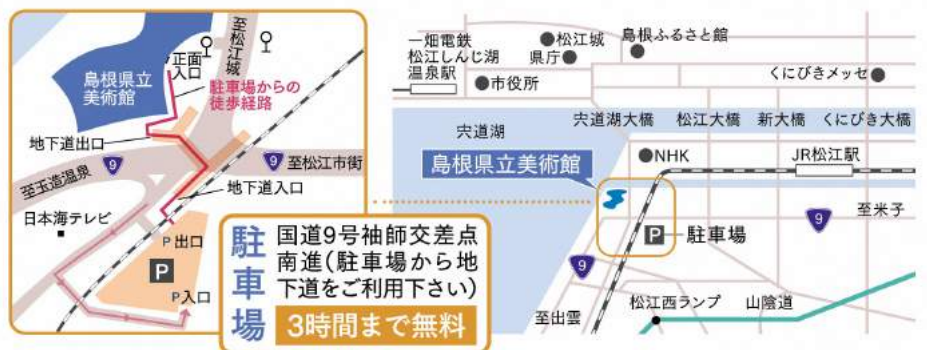 至松江城
正面
入口
島根県立
美術館
駐車場からの
徒歩経路
地下道出口
9
9
至松江市街
至玉造温泉
地下道入口
日本海テレビ
P出口
P
P入口
駐車場
国道9号袖師交差点
南進(駐車場から地
下道をご利用下さい)
3時間まで無料
一畑電鉄
松江しんじ湖
温泉駅
松江城
県庁
島根ふるさと館
市役所
くにびきメッセ
宍道湖
宍道湖大橋
松江大橋
新大橋
くにびき大橋
島根県立美術館
NHK
JR松江駅
9
至米子
P
駐車場
9
至出雲
松江西ランプ
山陰道